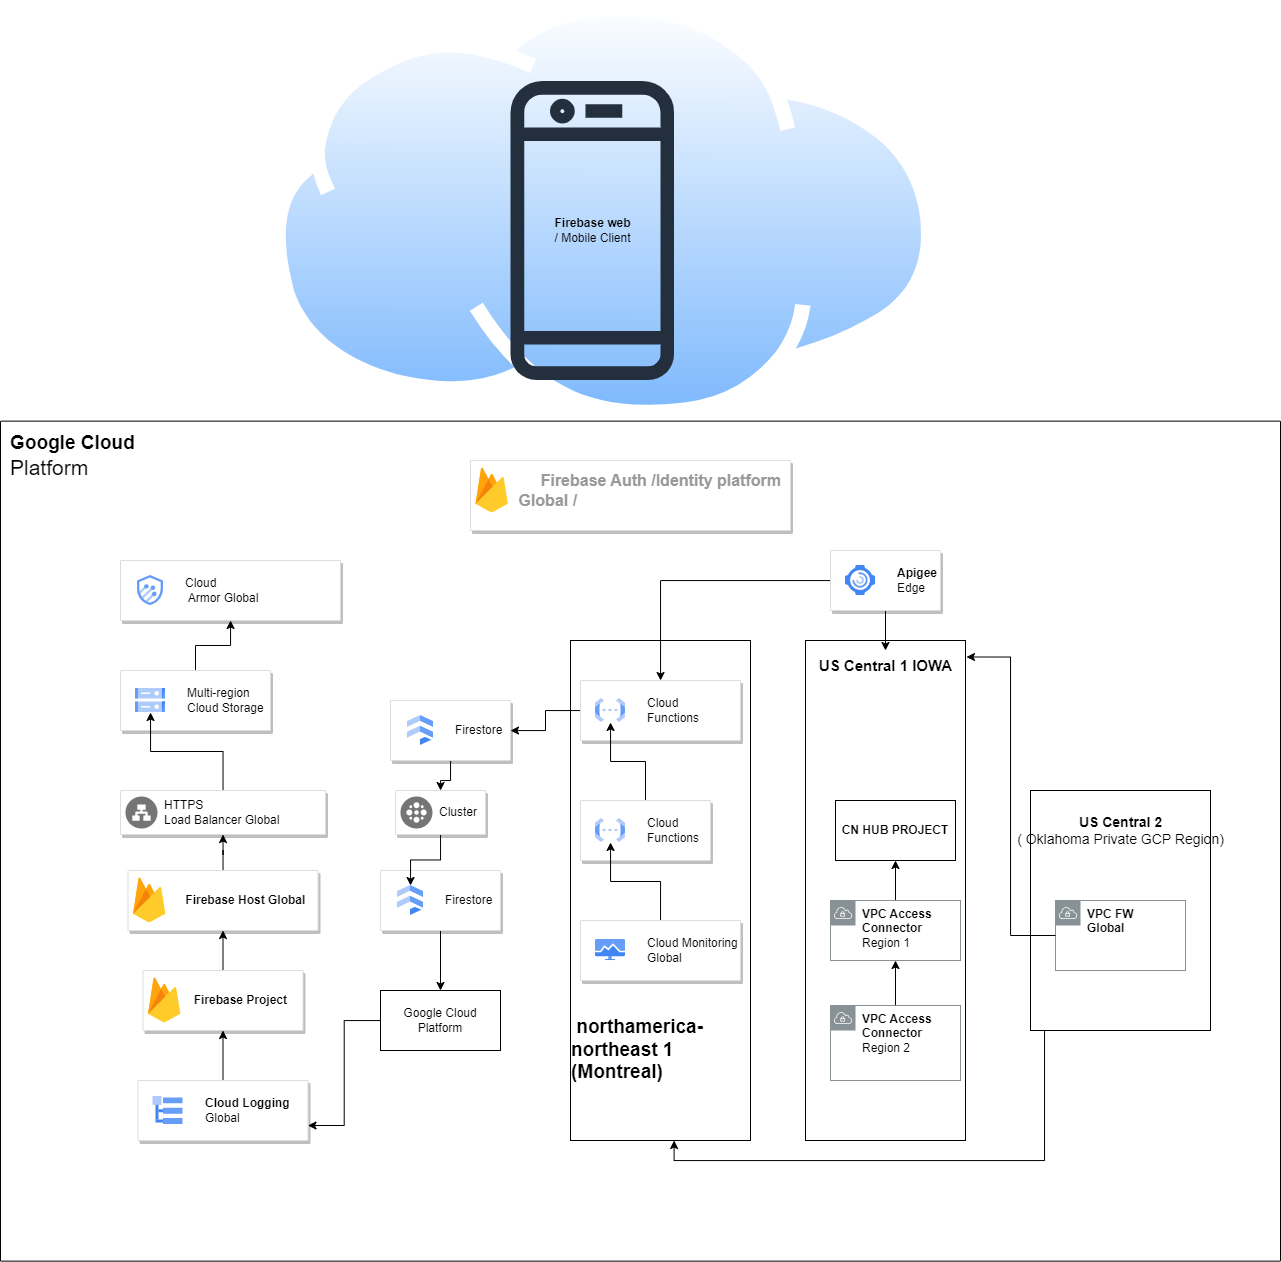 Firebase web
/ Mobile Client
Google Cloud
Platform
Firebase Auth /Identity platform
Global /
Cloud
Armor Global
Apigee
Edge
US Central 1 IOWA
Multi-region
Cloud Storage
Cloud
Functions
Firestore
HTTPS
Load Balancer Global
Cluster
Cloud
Functions
CN HUB PROJECT
US Central 2
( Oklahoma Private GCP Region)
Firebase Host Global
Firestore
VPC Access
Connector
Region 1
VPC FW
Global
Cloud Monitoring
Global
Firebase Project
Google Cloud
Platform
northamerica-
northeast 1
(Montreal)
VPC Access
Connector
Region 2
Cloud Logging
Global